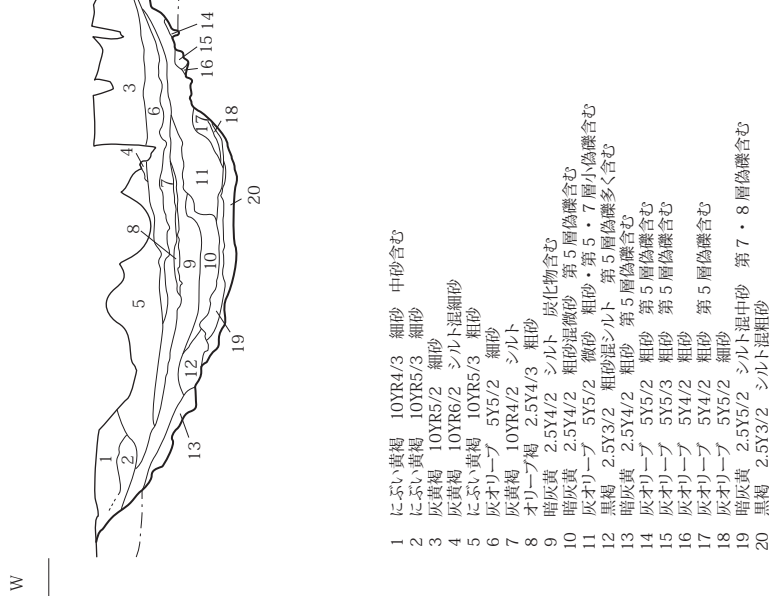 W
1
2
3
4
5
6
7
8
9
10
11
12
13
14
15
16
17
18
19
20
1 にぶい黄褐 10YR4/3 細砂 中砂含む
2 にぶい黄褐 10YR5/3 細砂
3 灰黄褐 10YR5/2 細砂
4 灰黄褐 10YR6/2 シルト混細砂
5 にぶい黄褐 10YR5/3 粗砂
6 灰オリーブ 5Y5/2 細砂
7 灰黄褐 10YR4/2 シルト
8 オリーブ褐 2.5Y4/3 粗砂
9 暗灰黄 2.5Y4/2 シルト 炭化物含む
10 暗灰黄 2.5Y4/2 粗砂混微砂 第5層偽礫含む
11 灰オリーブ 5Y5/2 微砂 粗砂・第5・7層小偽礫含む
12 黒褐 2.5Y3/2 粗砂混シルト 第5層偽礫多く含む
13 暗灰黄 2.5Y4/2 粗砂 第5層偽礫含む
14 灰オリーブ 5Y5/2 粗砂 第5層偽礫含む
15 灰オリーブ 5Y5/3 粗砂 第5層偽礫含む
16 灰オリーブ 5Y4/2 粗砂
17 灰オリーブ 5Y4/2 粗砂 第5層偽礫含む
18 灰オリーブ 5Y5/2 細砂
19 暗灰黄 2.5Y5/2 シルト混中砂 第7・8層偽礫含む
20 黒褐 2.5Y3/2 シルト混粗砂